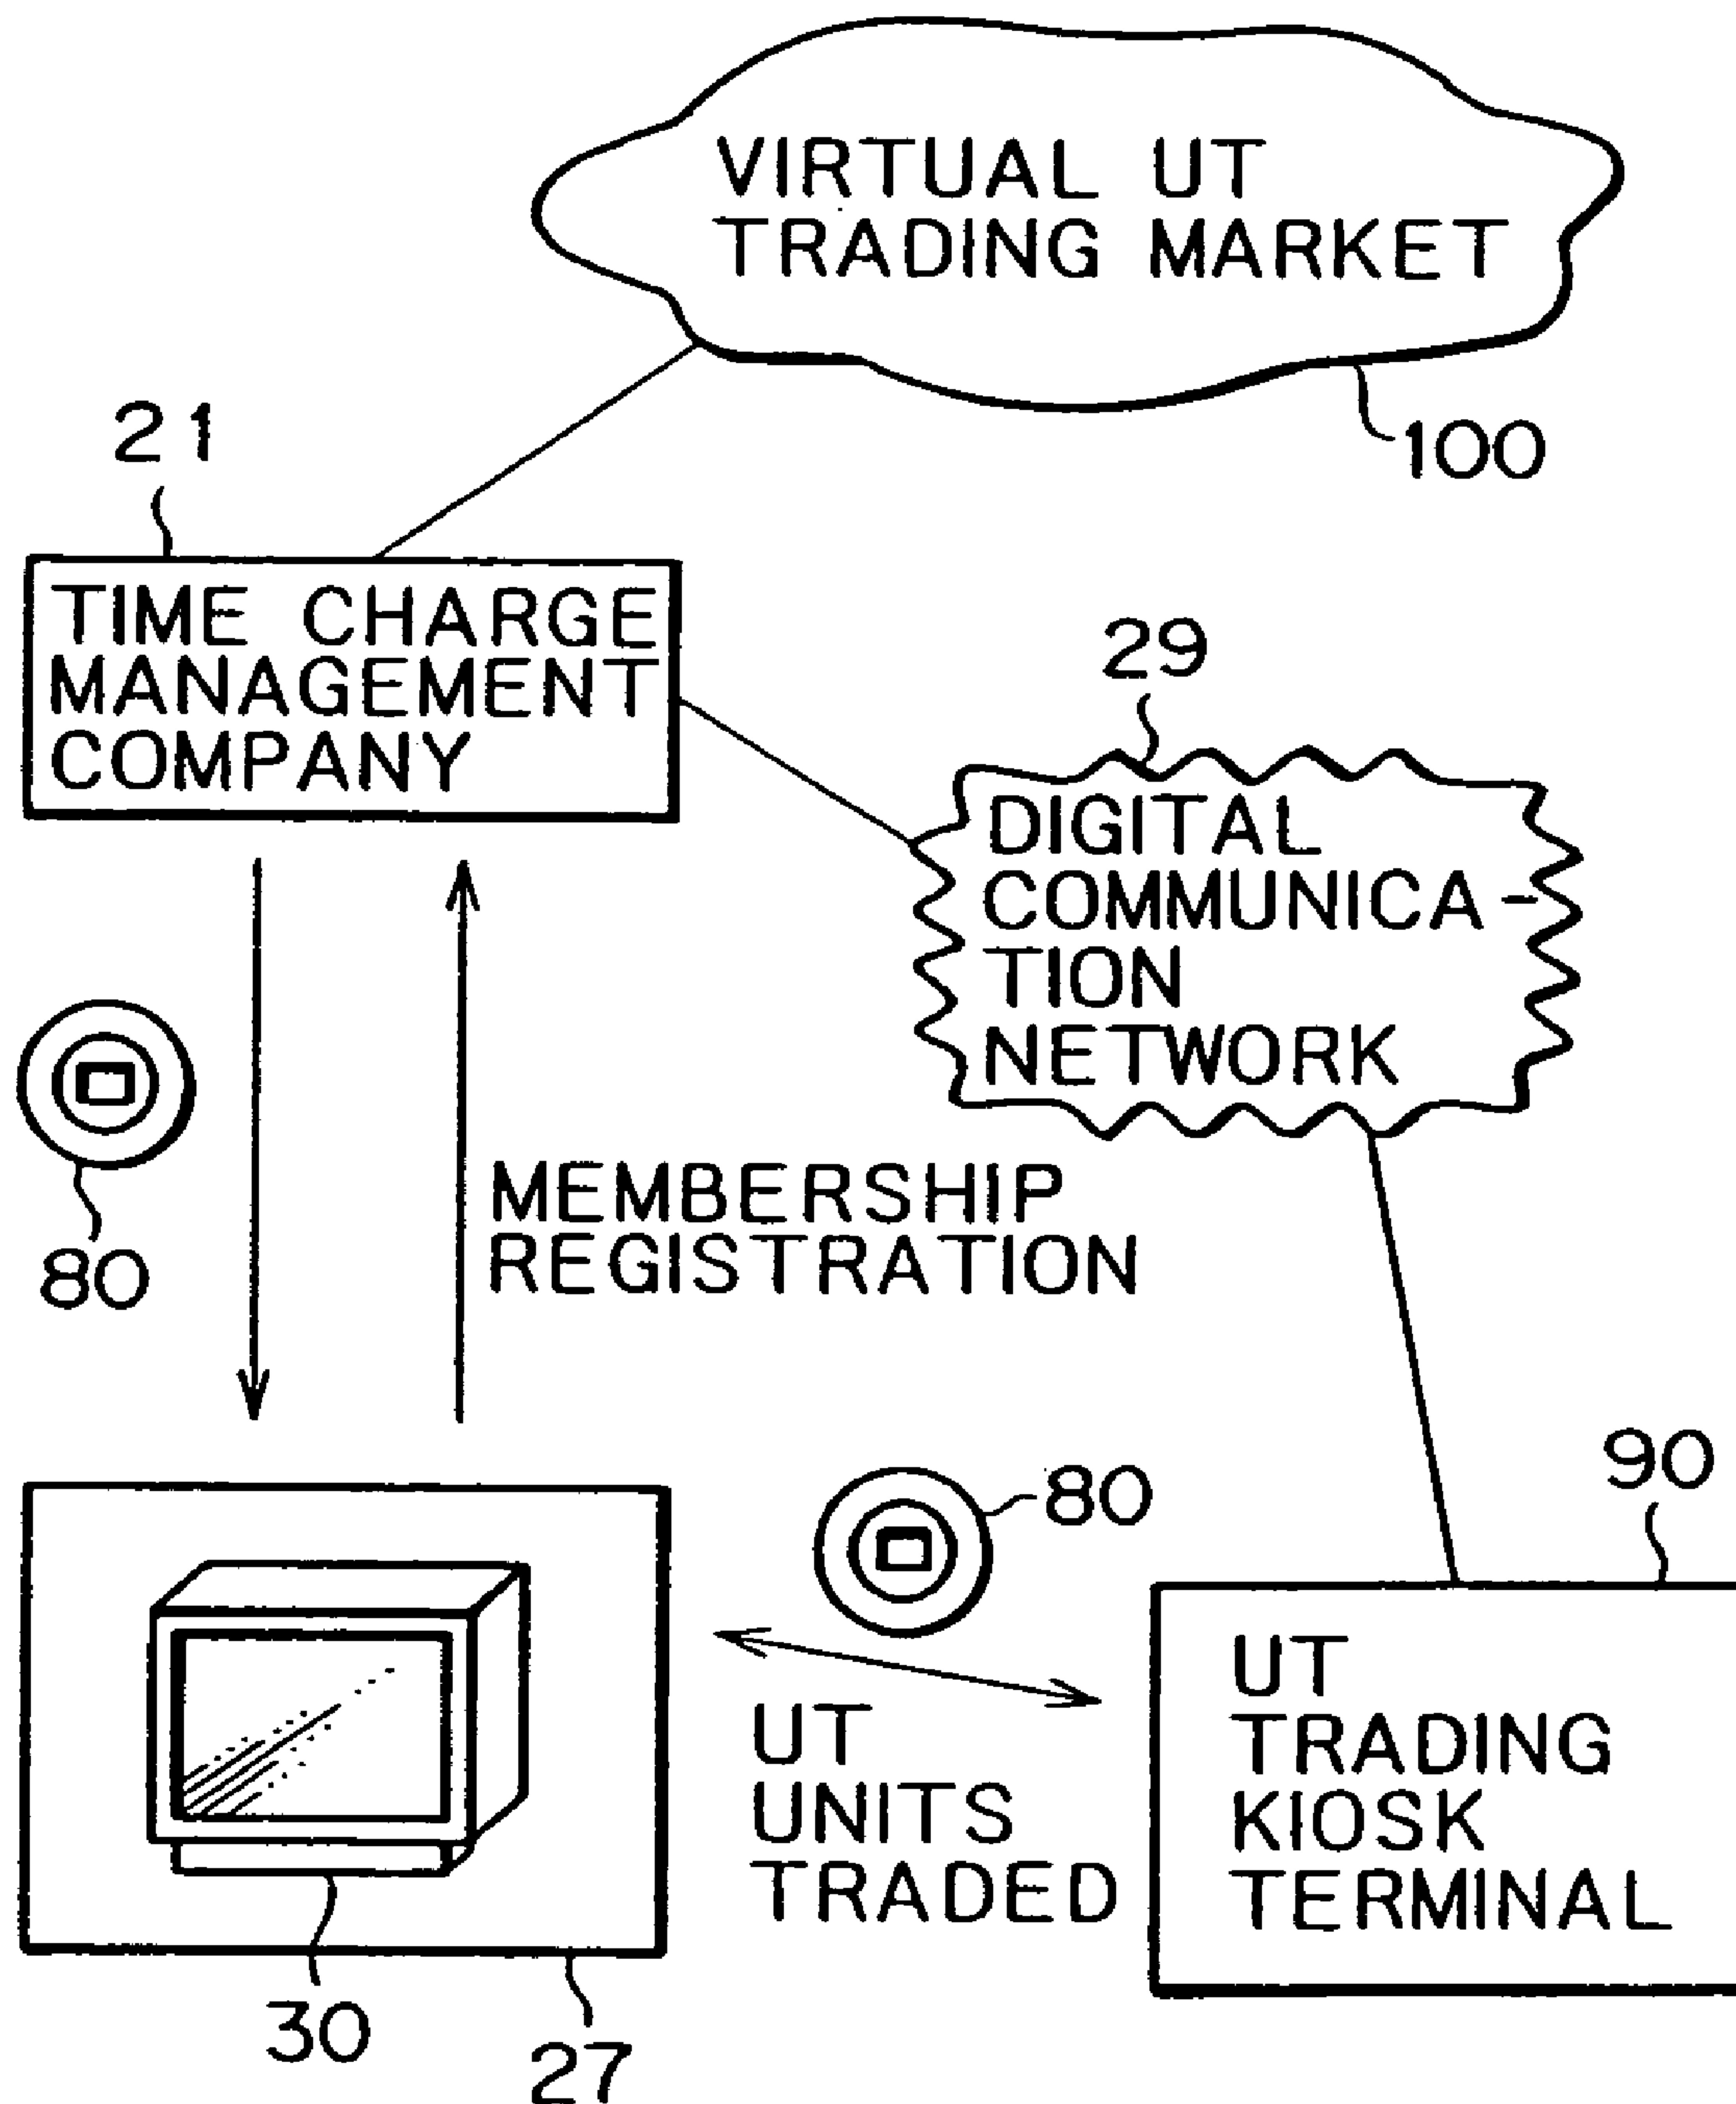 VIRTUAL UT
TRADING MARKET
100
21
TIME CHARGE
MANAGEMENT
COMPANY
29
DIGITAL
COMMUNICA-
TION
NETWORK
80
MEMBERSHIP
REGISTRATION
80
90
UT
UNITS
TRADED
UT
TRADING
KIOSK
TERMINAL
30
27